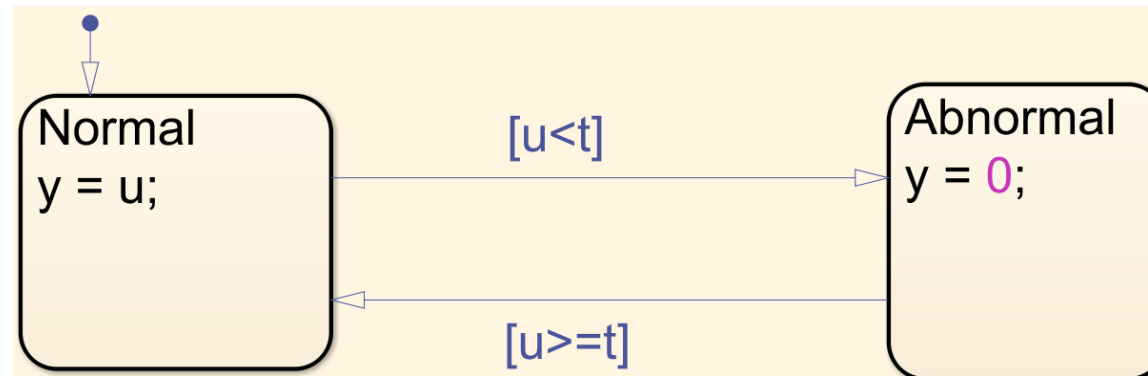 Normal
y = u;
[u<t]
Abnormal
y = 0;
[u>=t]